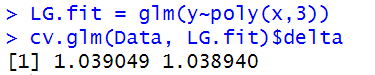 > LG.fit = glm(y~poly(x,3))
> cv.glm(Data, LG.fit)$delta
[1] 1.039049 1.038940